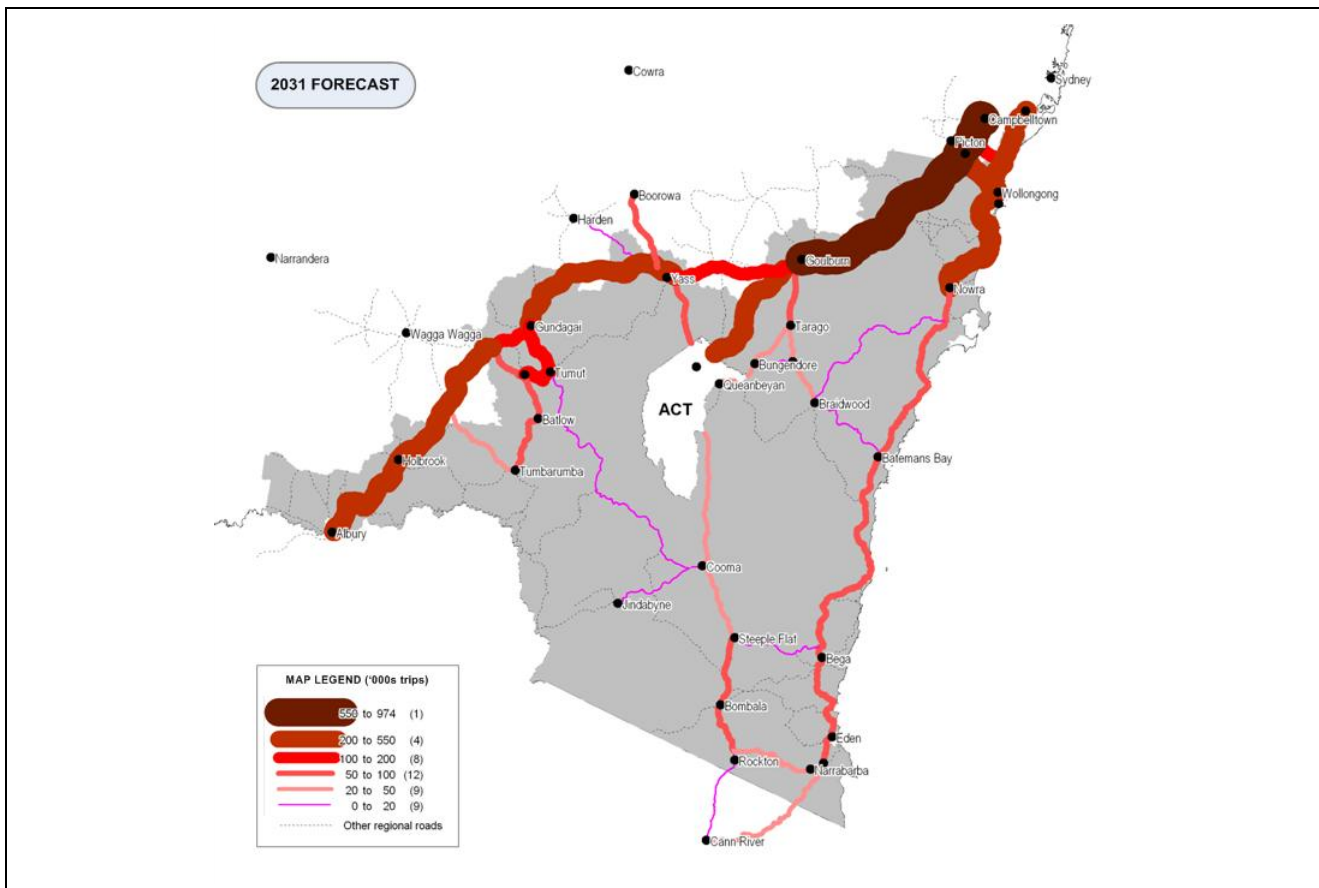 2031 FORECAST
Cowra
Sydney
Campbelltown
Picton
Boorowa
Wollongong
Harden
Narrandera
Goulburn
Yass
Nowra
Wagga Wagga
Gundagai
Tarago
Tumut
Bungendore
Queanbeyan
ACT
Braidwood
Batlow
Batemans Bay
Holbrook
Tumbarumba
Albury
Cooma
Jindabyne
Steeple Flat
Bega
Bombala
Eden
Rockton
Narrabarba
Cann River
MAP LEGEND ('000s trips)
550 to 974 (1)
200 to 550 (4)
100 to 200 (8)
50 to 100 (12)
20 to 50 (9)
0 to 20 (9)
Other regional roads